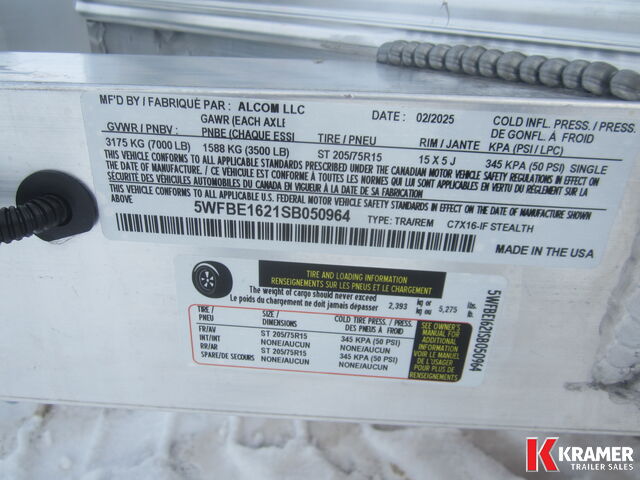 MFD BY / FABRIQUÉ PAR : ALCOM LLC DATE : 02/2025
GVWR / PNBV : GAWR (EACH AXLE PNBE (CHAQUE ESSI TIRE / PNEU RIM / JANTE COLD INFL. PRESS. / PRESS. DE GONFL. À FROID KPA (PSI / LPC)
3175 KG (7000 LB) 1588 KG (3500 LB) ST 205/75R15 15 X 5 J 345 KPA (50 PSI) SINGLE
THIS VEHICLE CONFORMS TO ALL APPLICABLE STANDARDS PRESCRIBED UNDER THE CANADIAN MOTOR VEHICLE SAFETY
REGULATIONS IN EFFECT ON THE DATE OF MANUFACTURE. / CE VÉHICULE EST CONFORME À TOUTES LES NORMES QUI LUI SONT
APPLICABLES EN VERTU DU RÈGLEMENT SUR LA SÉCURITÉ DES VÉHICULES AUTOMOBILES DU
CANADA EN VIGUEUR À LA DATE DE SA FABRICATION. THIS VEHICLE CONFORMS TO ALL APPLICABLE
U.S. FEDERAL MOTOR VEHICLE SAFETY STANDARDS IN EFFECT ON THE DATE OF MANUFACTURE SHOWN
ABOVE
5WFBE1621SB050964
TYPE: TRA/REM C7X16-IF STEALTH
MADE IN THE USA
TIRE AND LOADING INFORMATION
RENSEIGNEMENTS SUR LES PNEUS ET LE CHARGEMENT
The weight of cargo should never exceed
Le poids du chargement ne doit jamais depasser 2,393 kg or kg ou 5,275 lbs. lb.
TIRE / PNEU SIZE / DIMENSIONS COLD TIRE PRESS. / PRESS. DES PNEUS À FROID
FR/AV ST 205/75R15 345 KPA (50 PSI)
INT/INT NONE/AUCUN NONE/AUCUN
RR/AR ST 205/75R15 345 KPA (50 PSI)
SPARE/DE SECOURS NONE/AUCUN NONE/AUCUN
SEE OWNER'S
MANUAL FOR
ADDITIONAL
INFORMATION
VOIR LE MANUEL
DE L'USAGER
POUR PLUS DE
RENSEIGNEMENTS
5WFBE1621SB050964
KRAMER
TRAILER SALES